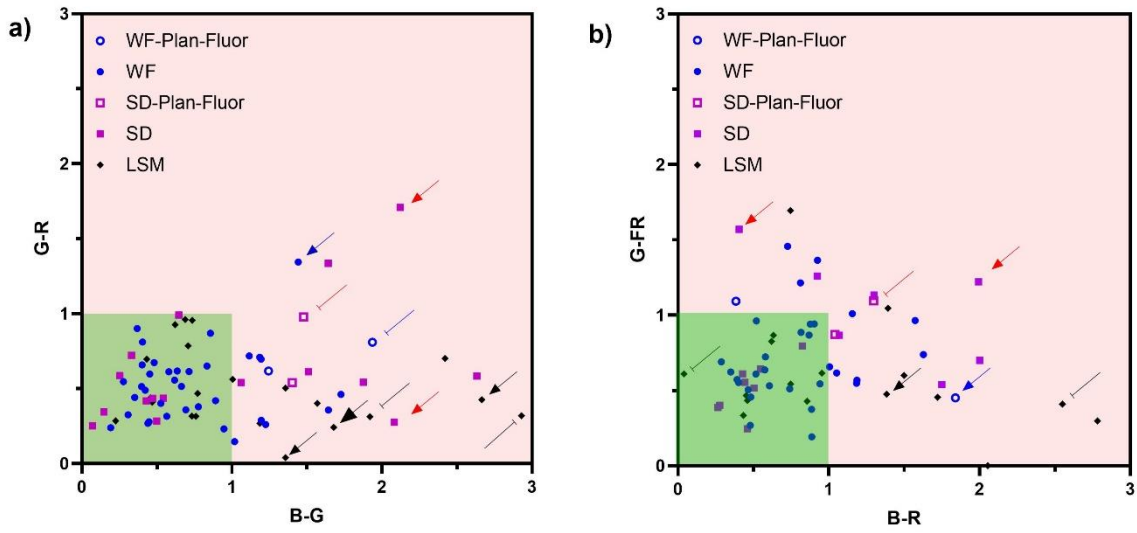 a)
3
2
1
0
G-R
WF-Plan-Fluor
WF
SD-Plan-Fluor
SD
LSM
0 1 2 3
B-G
b)
3
2
1
0
G-FR
WF-Plan-Fluor
WF
SD-Plan-Fluor
SD
LSM
0 1 2 3
B-R